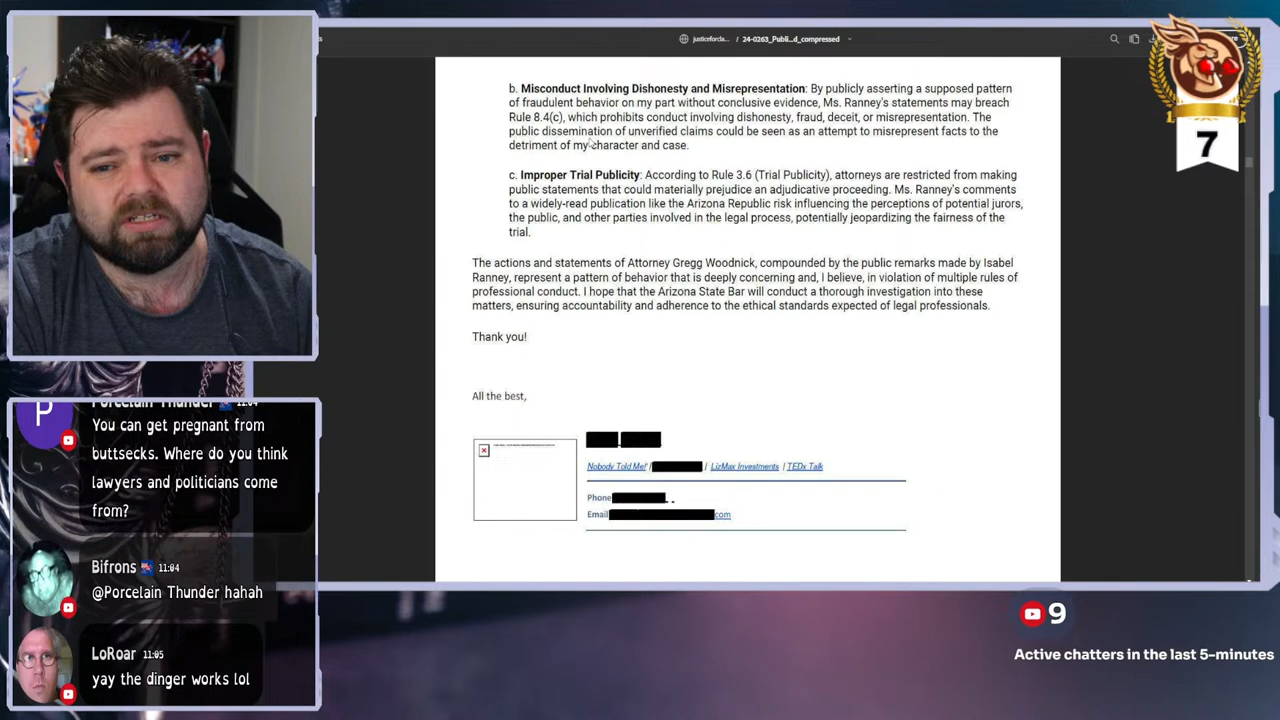 justicefor cla... / 24-0263_Publi...d_compressed
b. Misconduct Involving Dishonesty and Misrepresentation: By publicly asserting a supposed pattern
of fraudulent behavior on my part without conclusive evidence, Ms. Ranney's statements may breach
Rule 8.4(c), which prohibits conduct involving dishonesty, fraud, deceit, or misrepresentation. The
public dissemination of unverified claims could be seen as an attempt to misrepresent facts to the
detriment of my character and case.
c. Improper Trial Publicity: According to Rule 3.6 (Trial Publicity), attorneys are restricted from making
public statements that could materially prejudice an adjudicative proceeding. Ms. Ranney's comments
to a widely-read publication like the Arizona Republic risk influencing the perceptions of potential jurors,
the public, and other parties involved in the legal process, potentially jeopardizing the fairness of the
trial.
The actions and statements of Attorney Gregg Woodnick, compounded by the public remarks made by Isabel
Ranney, represent a pattern of behavior that is deeply concerning and, I believe, in violation of multiple rules of
professional conduct. I hope that the Arizona State Bar will conduct a thorough investigation into these
matters, ensuring accountability and adherence to the ethical standards expected of legal professionals.
Thank you!
All the best,
Nobody Told Me! / | LizMax Investments | TEDx Talk
Phone
Email com
7
P
Porcelain Thunder 11:04
You can get pregnant from
buttsecks. Where do you think
lawyers and politicians come
from?
Bifrons 11:04
@Porcelain Thunder hahah
LoRoar 11:05
yay the dinger works lol
9
Active chatters in the last 5-minutes